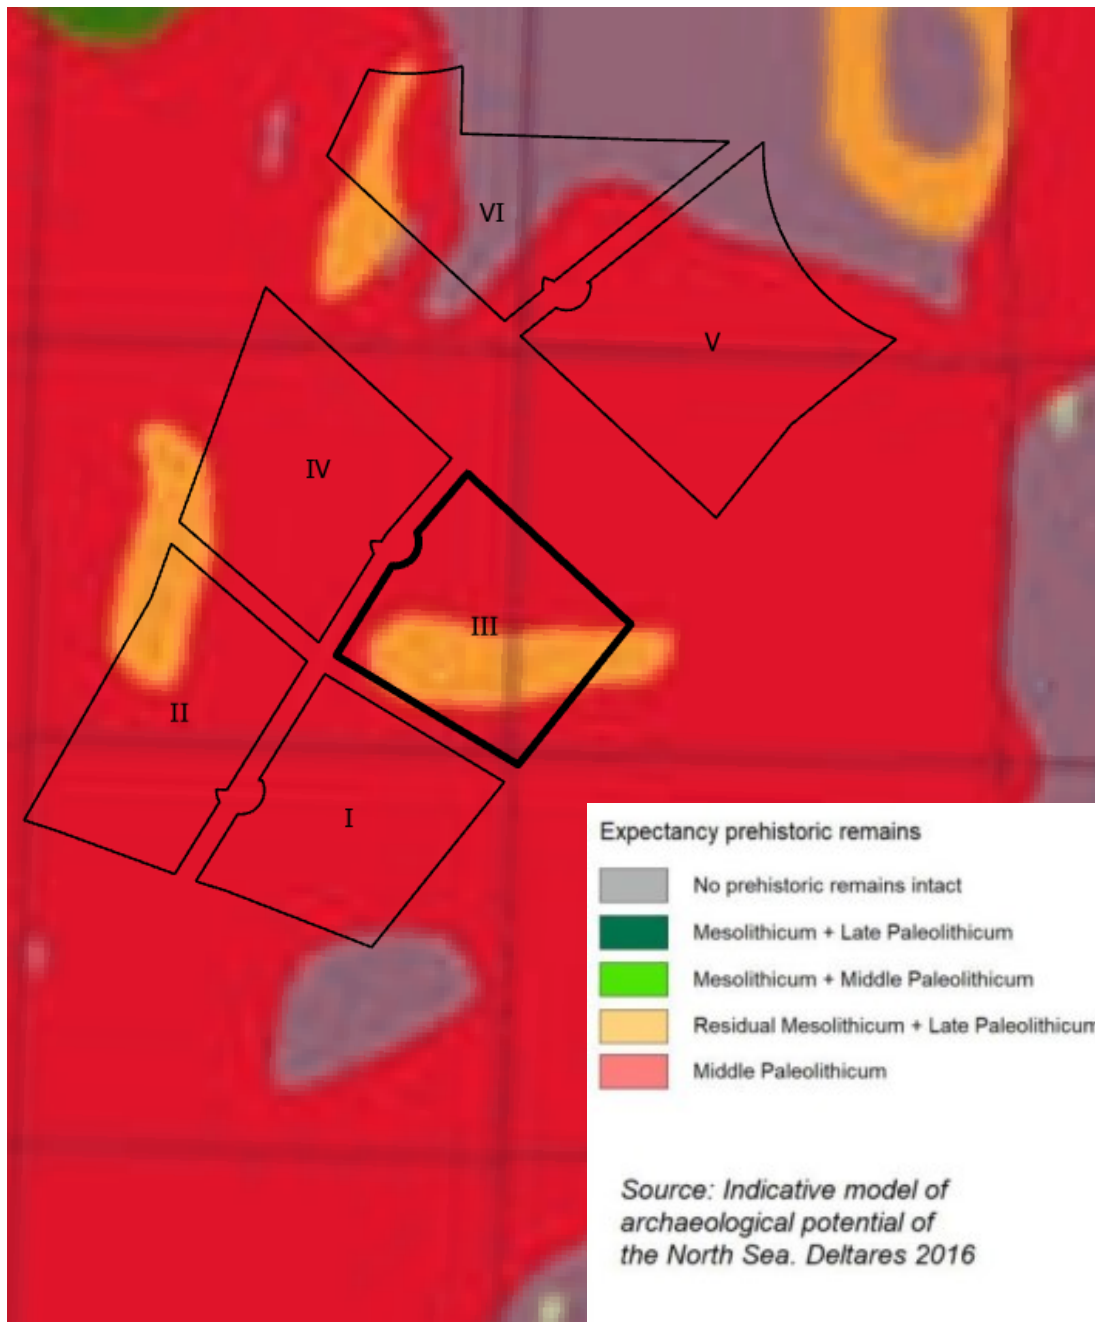 VI
V
IV
III
II
I
Expectancy prehistoric remains
No prehistoric remains intact
Mesolithicum + Late Paleolithicum
Mesolithicum + Middle Paleolithicum
Residual Mesolithicum + Late Paleolithicum
Middle Paleolithicum
Source: Indicative model of
archaeological potential of
the North Sea. Deltares 2016